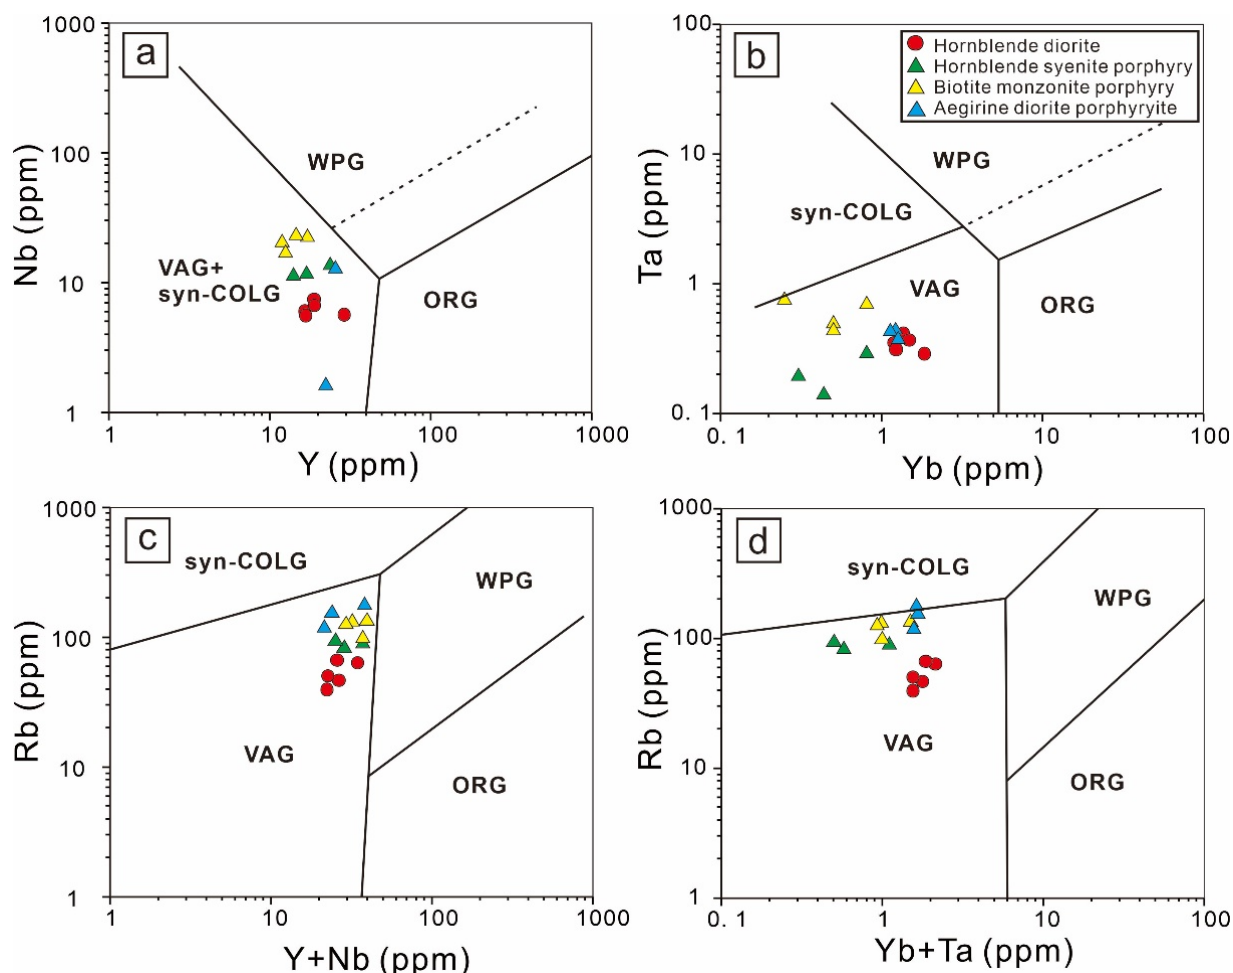 a
1000
100
10
1
Nb (ppm)
WPG
VAG+
syn-COLG
ORG
1
10
100
1000
Y (ppm)
b
100
10
1
0. 1
Ta (ppm)
Hornblende diorite
Hornblende syenite porphyry
Biotite monzonite porphyry
Aegirine diorite porphyryite
WPG
syn-COLG
VAG
ORG
0. 1
1
10
100
Yb (ppm)
c
1000
100
10
1
Rb (ppm)
syn-COLG
WPG
VAG
ORG
1
10
100
1000
Y+Nb (ppm)
d
1000
100
10
1
Rb (ppm)
syn-COLG
WPG
VAG
ORG
0. 1
1
10
100
Yb+Ta (ppm)